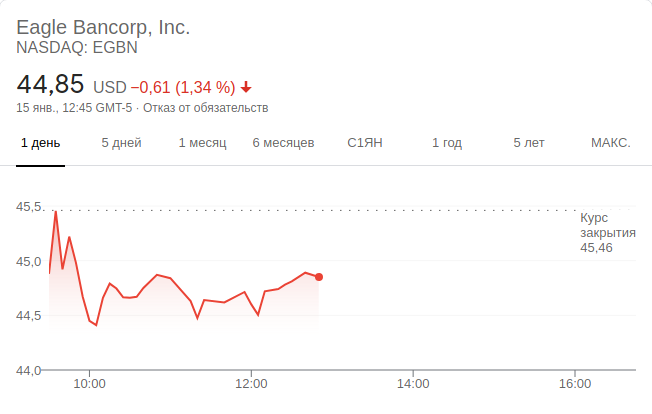 Eagle Bancorp, Inc.
NASDAQ: EGBN
44,85 USD −0,61 (1,34 %)
15 янв., 12:45 GMT-5 · Отказ от обязательств
1 день 5 дней 1 месяц 6 месяцев С1ЯН 1 год 5 лет МАКС.
45,5
Курс
закрытия
45,46
45,0
44,5
44,0
10:00 12:00 14:00 16:00